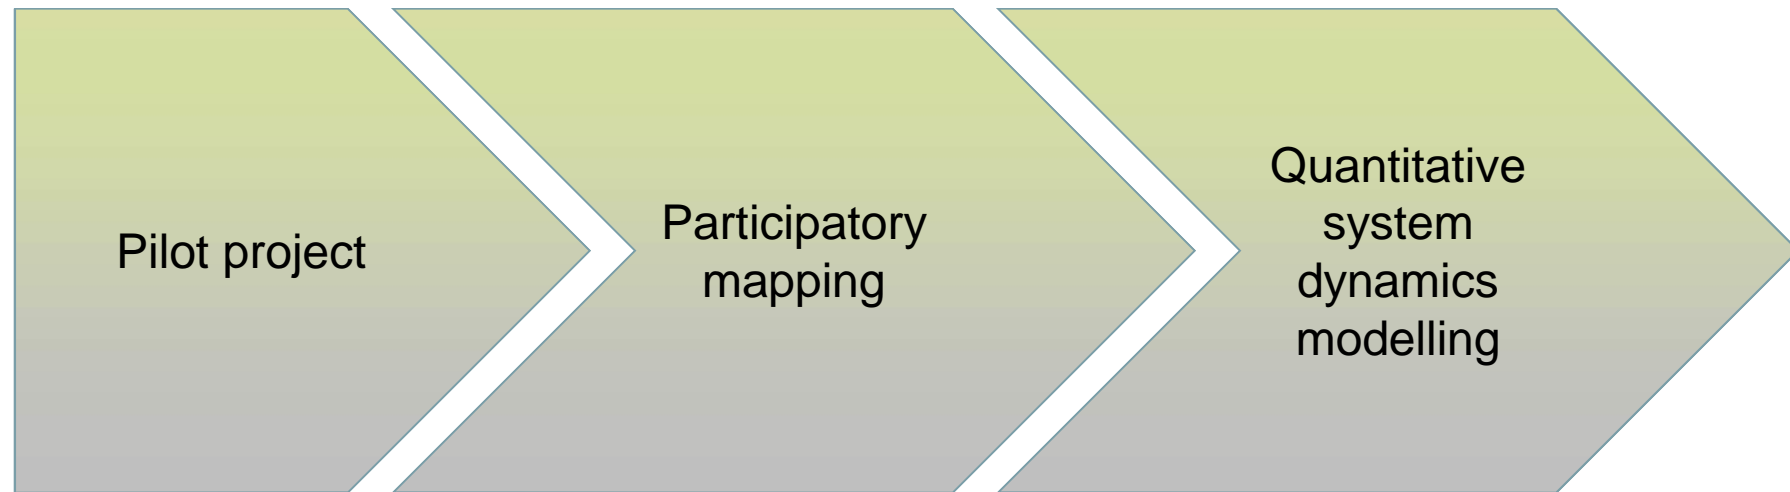 Pilot project
Participatory
mapping
Quantitative
system
dynamics
modelling